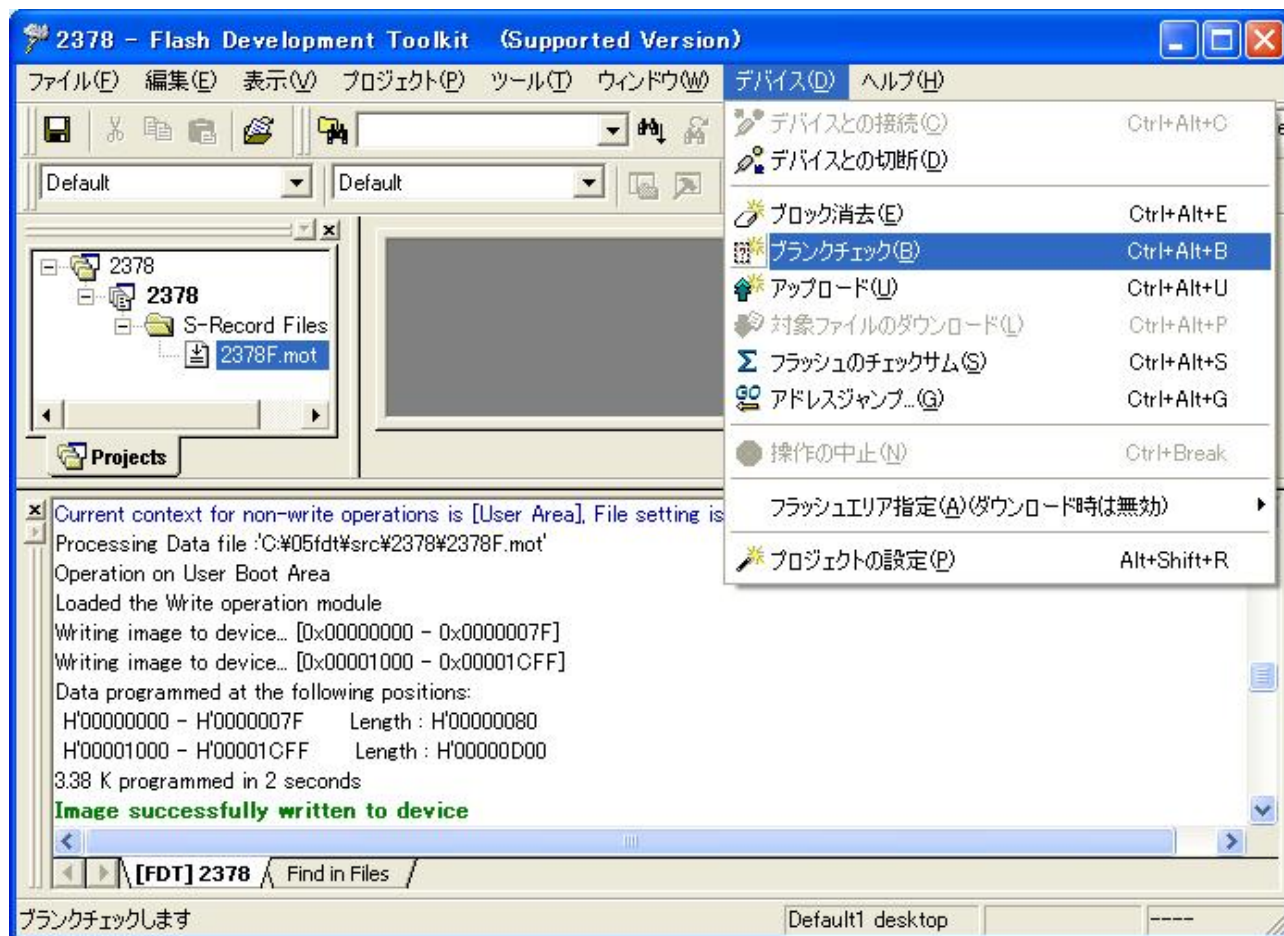 2378 - Flash Development Toolkit (Supported Version)
ファイル(F) 編集(E) 表示(V) プロジェクト(P) ツール(T) ウィンドウ(W) デバイス(D) ヘルプ(H)
デバイスとの接続(C) Ctrl+Alt+C
デバイスとの切断(D)
ブロック消去(E) Ctrl+Alt+E
ブランクチェック(B) Ctrl+Alt+B
アップロード(U) Ctrl+Alt+U
対象ファイルのダウンロード(L) Ctrl+Alt+P
フラッシュのチェックサム(S) Ctrl+Alt+S
アドレスジャンプ...(G) Ctrl+Alt+G
操作の中止(N) Ctrl+Break
フラッシュエリア指定(A)(ダウンロード時は無効)
プロジェクトの設定(P) Alt+Shift+R
Default Default
2378
2378
S-Record Files
2378F.mot
Projects
Current context for non-write operations is [User Area], File setting is
Processing Data file :'C:¥05fdt¥src¥2378¥2378F.mot'
Operation on User Boot Area
Loaded the Write operation module
Writing image to device... [0x00000000 - 0x0000007F]
Writing image to device... [0x00001000 - 0x00001CFF]
Data programmed at the following positions:
H'00000000 - H'0000007F Length : H'00000080
H'00001000 - H'00001CFF Length : H'00000D00
3.38 K programmed in 2 seconds
Image successfully written to device
[FDT] 2378 Find in Files
ブランクチェックします Default1 desktop ----